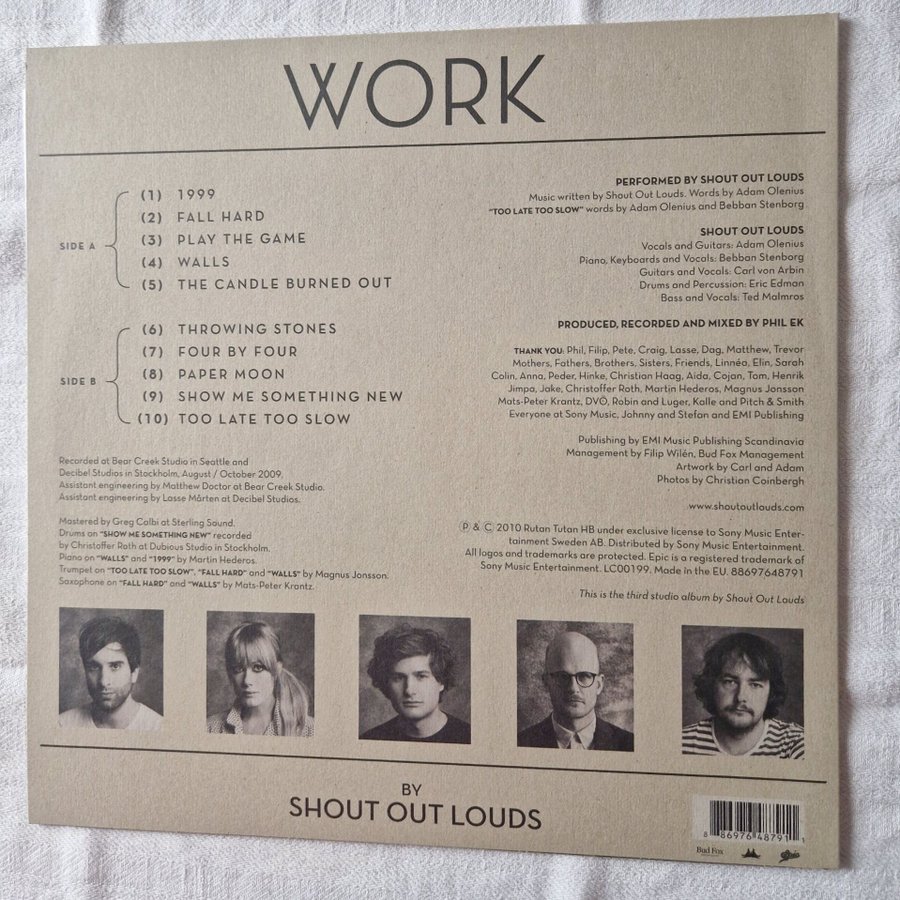 WORK
SIDE A
(1) 1999
(2) FALL HARD
(3) PLAY THE GAME
(4) WALLS
(5) THE CANDLE BURNED OUT
SIDE B
(6) THROWING STONES
(7) FOUR BY FOUR
(8) PAPER MOON
(9) SHOW ME SOMETHING NEW
(10) TOO LATE TOO SLOW
Recorded at Bear Creek Studio in Seattle and
Decibel Studios in Stockholm, August / October 2009.
Assistant engineering by Matthew Doctor at Bear Creek Studio.
Assistant engineering by Lasse Mårten at Decibel Studios.
Mastered by Greg Calbi at Sterling Sound.
Drums on "SHOW ME SOMETHING NEW" recorded
by Christoffer Roth at Dubious Studio in Stockholm.
Piano on "WALLS" and "1999" by Martin Hederos.
Trumpet on "TOO LATE TOO SLOW", "FALL HARD" and "WALLS" by Magnus Jonsson.
Saxophone on "FALL HARD" and "WALLS" by Mats-Peter Krantz.
PERFORMED BY SHOUT OUT LOUDS
Music written by Shout Out Louds. Words by Adam Olenius
"TOO LATE TOO SLOW" words by Adam Olenius and Bebban Stenborg
SHOUT OUT LOUDS
Vocals and Guitars: Adam Olenius
Piano, Keyboards and Vocals: Bebban Stenborg
Guitars and Vocals: Carl von Arbin
Drums and Percussion: Eric Edman
Bass and Vocals: Ted Malmros
PRODUCED, RECORDED AND MIXED BY PHIL EK
THANK YOU: Phil, Filip, Pete, Craig, Lasse, Dag, Matthew, Trevor
Mothers, Fathers, Brothers, Sisters, Friends, Linnéa, Elin, Sarah
Colin, Anna, Peder, Hinke, Christian Haag, Aida, Cojan, Tom, Henrik
Jimpa, Jake, Christoffer Roth, Martin Hederos, Magnus Jonsson
Mats-Peter Krantz, DVÖ, Robin and Luger, Kalle and Pitch & Smith
Everyone at Sony Music, Johnny and Stefan and EMI Publishing
Publishing by EMI Music Publishing Scandinavia
Management by Filip Wilén, Bud Fox Management
Artwork by Carl and Adam
Photos by Christian Coinbergh
www.shoutoutlouds.com
Ⓟ & © 2010 Rutan Tutan HB under exclusive license to Sony Music Enter-
tainment Sweden AB. Distributed by Sony Music Entertainment.
All logos and trademarks are protected. Epic is a registered trademark of
Sony Music Entertainment. LC00199. Made in the EU. 88697648791
This is the third studio album by Shout Out Louds
BY
SHOUT OUT LOUDS
8 86976 48791 1
Bud Fox
Epic